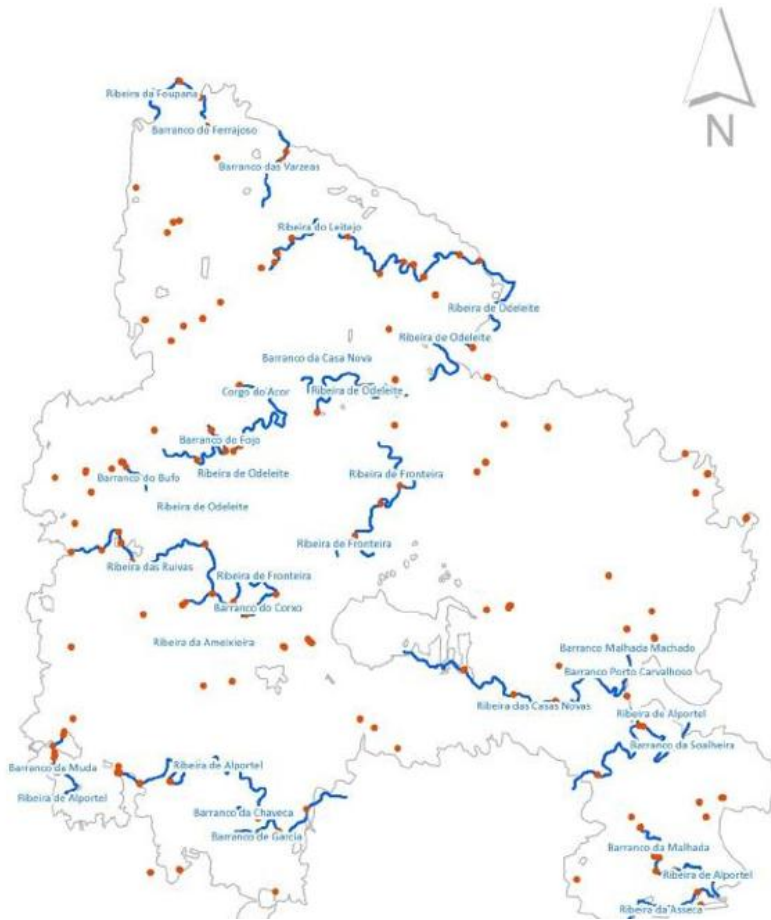 N
Ribeira da Foupana
Barranco do Ferrajoso
Barranco das Varzeas
Ribeira do Leitejo
Ribeira de Odeleite
Ribeira de Odeleite
Barranco da Casa Nova
Corgo do Açor
Ribeira de Odeleite
Barranco do Fojo
Ribeira de Odeleite
Barranco do Bufo
Ribeira de Fronteira
Ribeira de Odeleite
Ribeira de Fronteira
Ribeira das Ruivas
Ribeira de Fronteira
Barranco do Corxo
Ribeira da Ameixieira
Barranco Malhada Machado
Barranco Porto Carvalhoso
Ribeira das Casas Novas
Ribeira de Alportel
Barranco da Soalheira
Ribeira de Alportel
Barranco da Muda
Ribeira de Alportel
Barranco da Chaveca
Barranco de Garcia
Barranco da Malhada
Ribeira de Alportel
Ribeira da Asseca